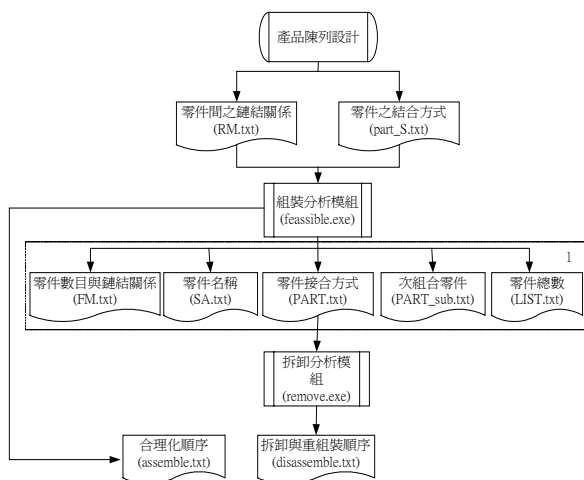 產品陳列設計
零件間之鏈結關係
(RM.txt)
零件之結合方式
(part_S.txt)
組裝分析模組
(feassible.exe)
1
零件數目與鏈結關係
(FM.txt)
零件名稱
(SA.txt)
零件接合方式
(PART.txt)
次組合零件
(PART_sub.txt)
零件總數
(LIST.txt)
拆卸分析模
組
(remove.exe)
合理化順序
(assemble.txt)
拆卸與重組裝順序
(disassemble.txt)